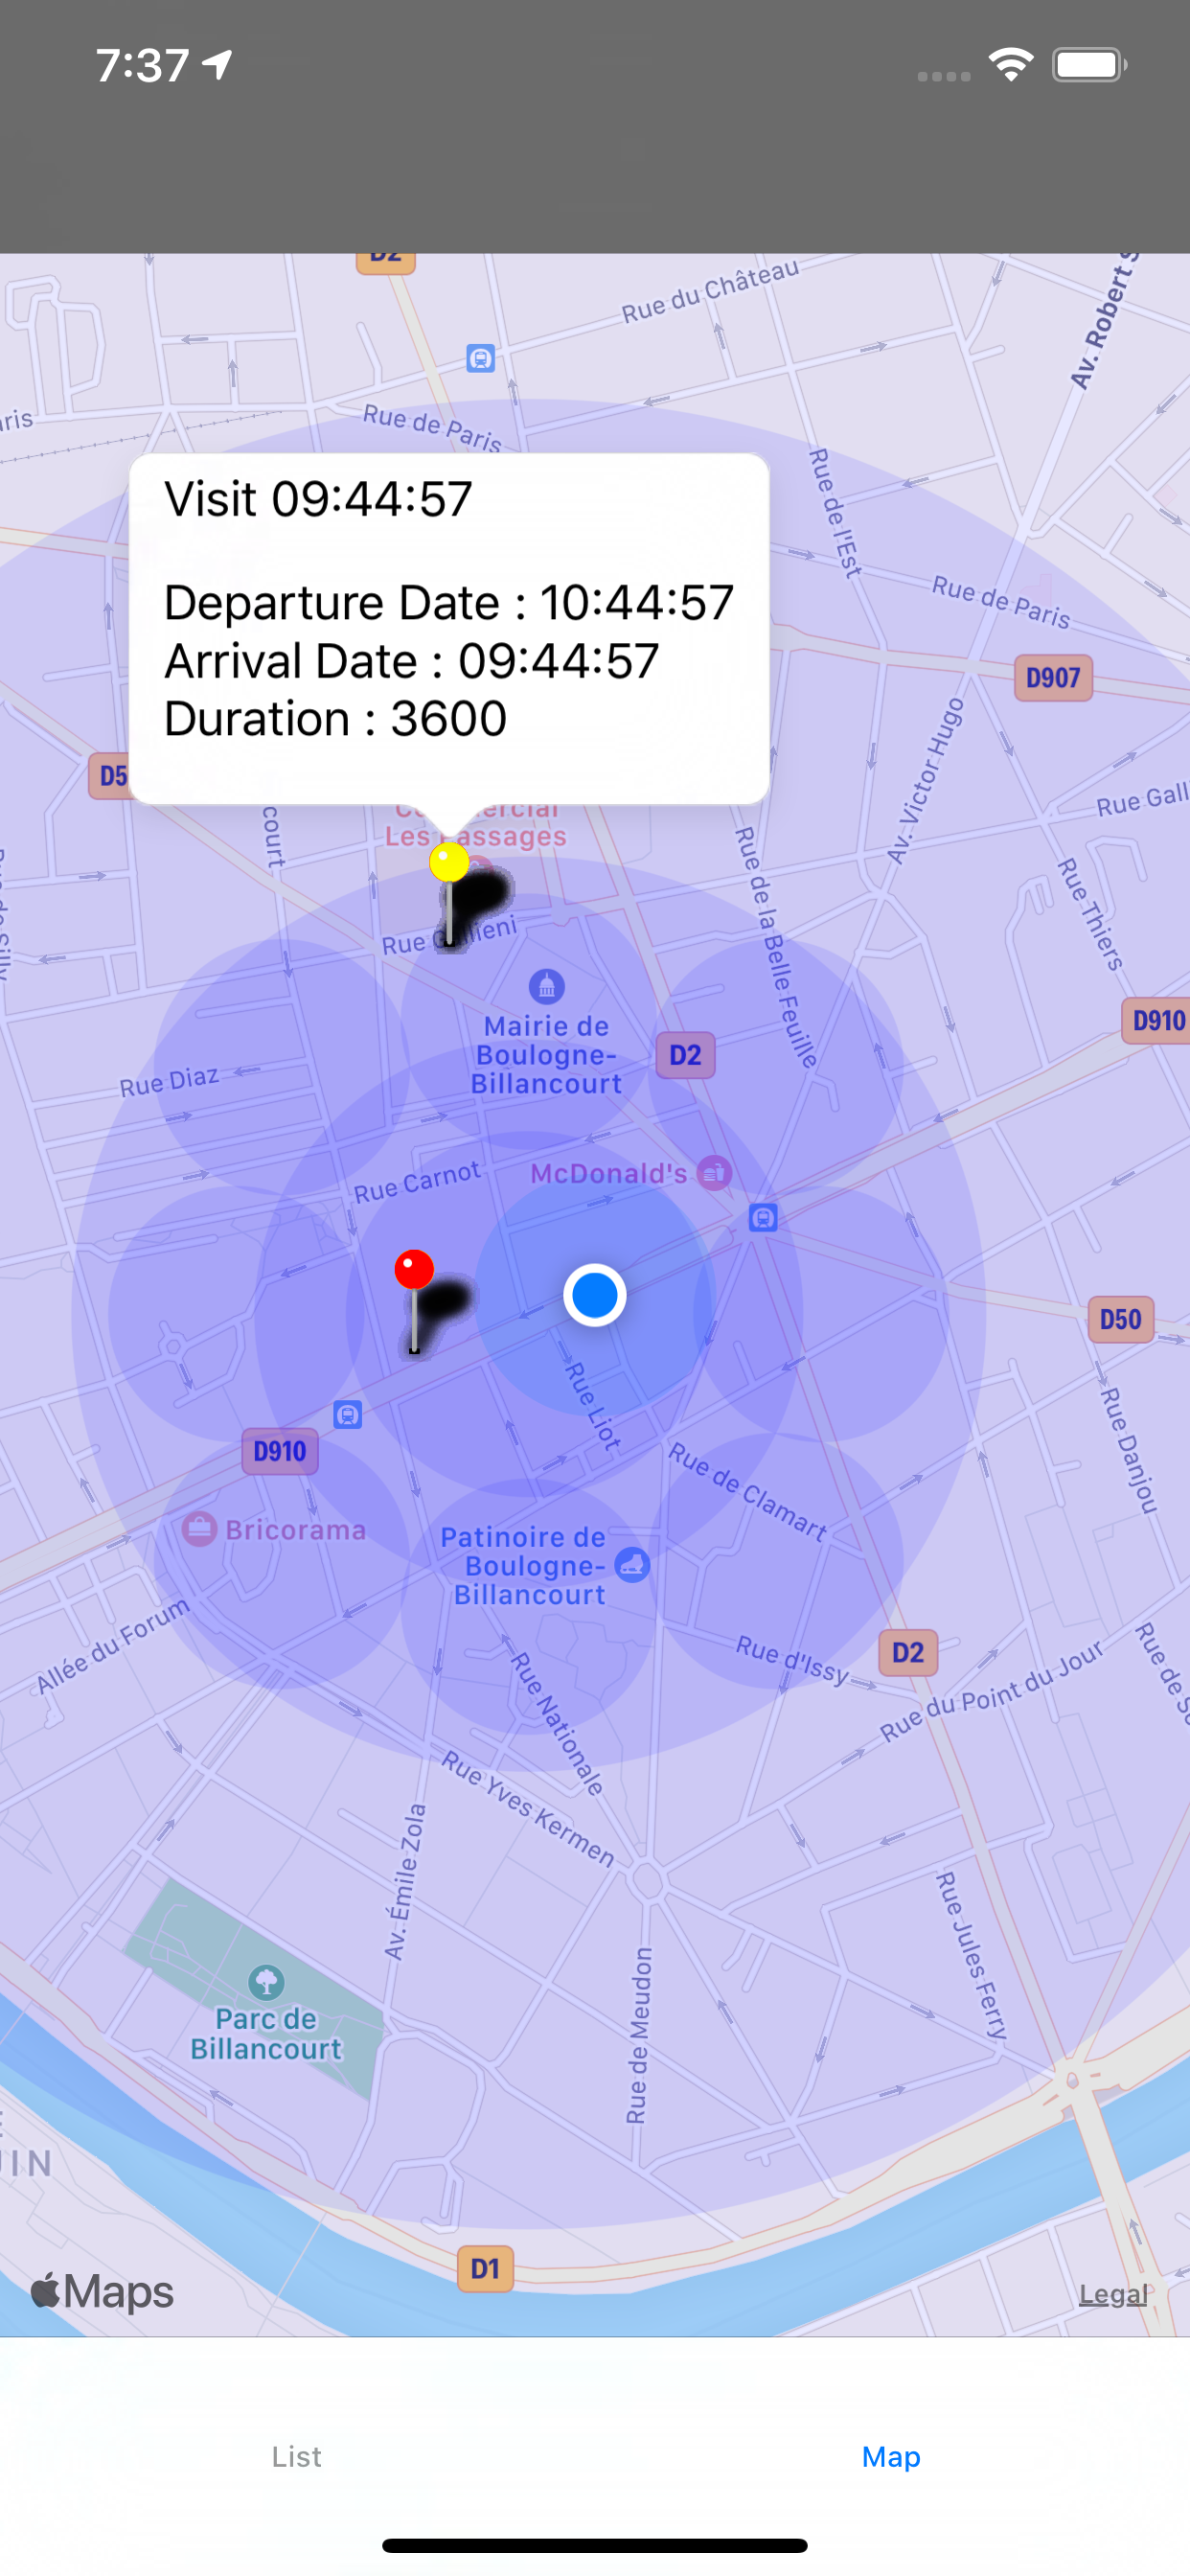 7:37
D2
Rue du Château
Av. Robert
Rue de Paris
Visit 09:44:57
Departure Date : 10:44:57
Arrival Date : 09:44:57
Duration : 3600
Rue de l'Est
Rue de Paris
D907
D5
Av. Victor Hugo
Rue Gall
court
Les Passages
Rue de la Belle Feuille
Rue Thiers
Mairie de
Boulogne-
Billancourt
D2
D910
Rue Diaz
McDonald's
Rue Carnot
D50
Rue Liot
D910
Rue de Clamart
Rue Danjou
Bricorama
Patinoire de
Boulogne-
Billancourt
Allée du Forum
Rue d'Issy
D2
Rue du Point du Jour
Rue de S
Rue Nationale
Rue Yves Kermen
Av. Émile Zola
Rue Jules Ferry
Rue de Meudon
Parc de
Billancourt
D1
Maps
Legal
List
Map